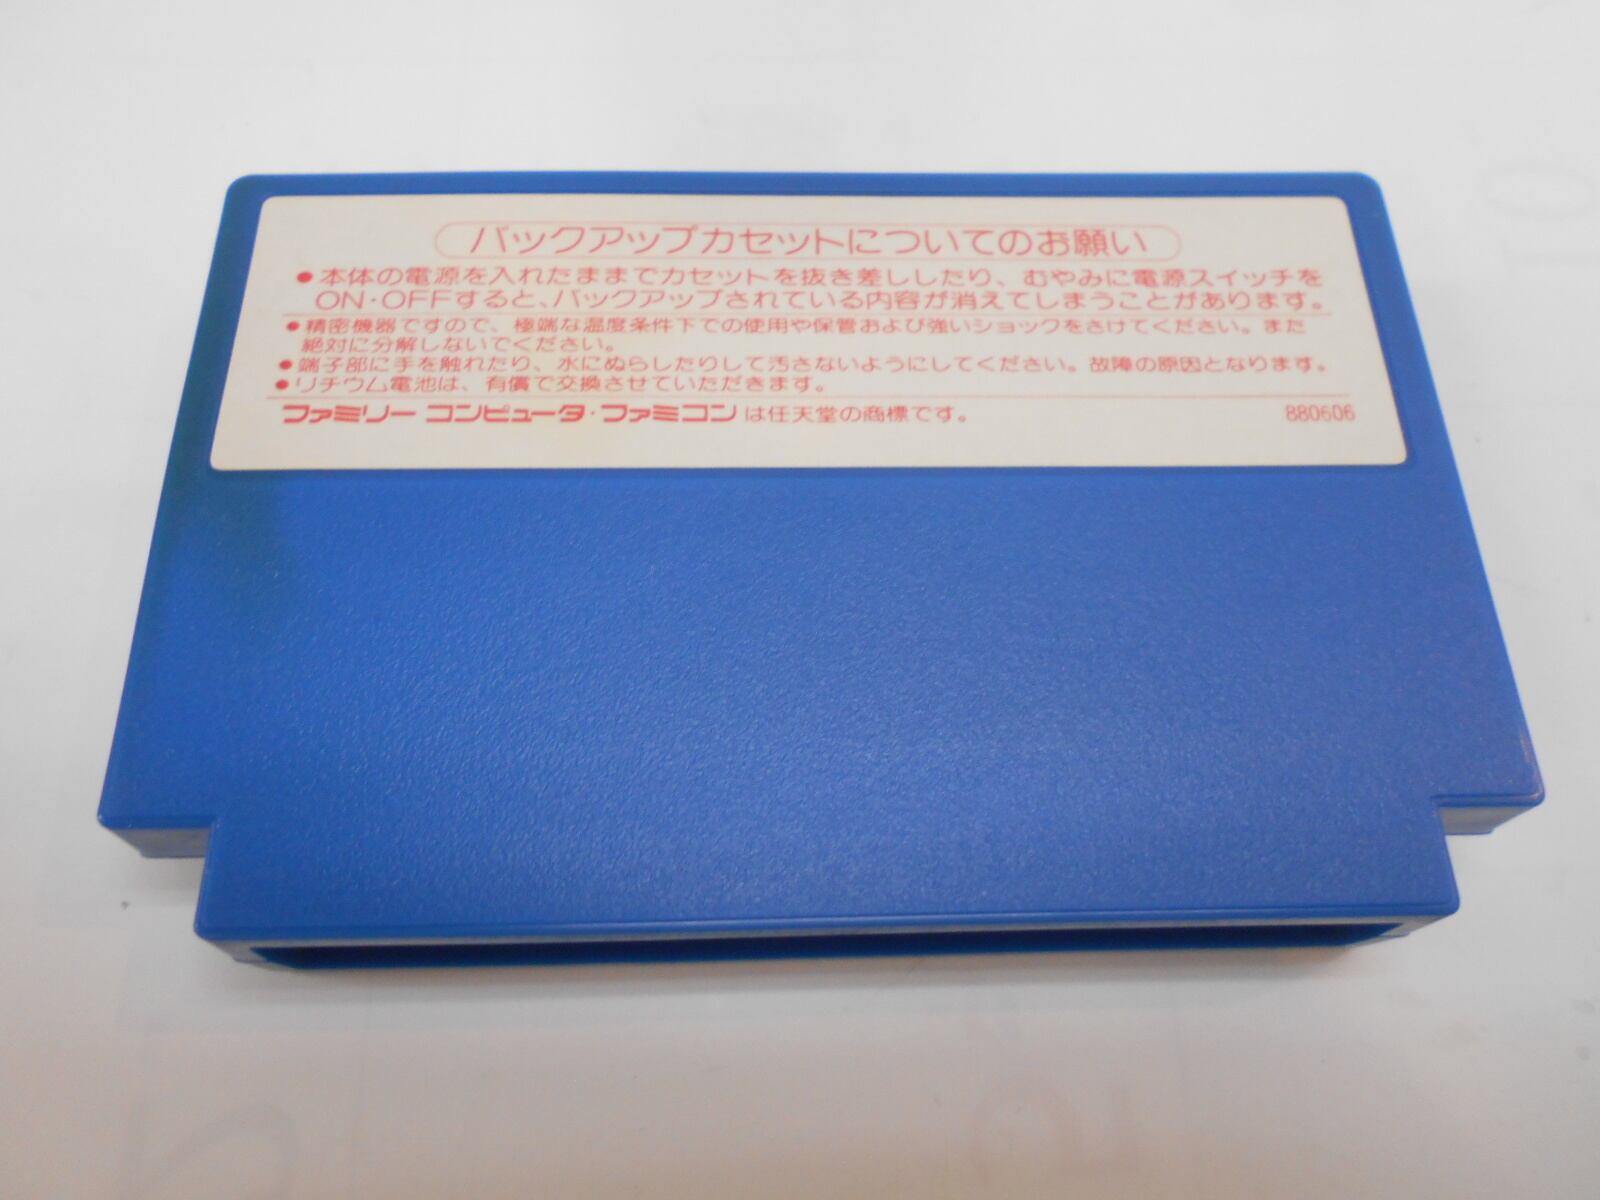 バックアップカセットについてのお願い
●本体の電源を入れたままでカセットを抜き差ししたり、むやみに電源スイッチを
ON・OFFすると、バックアップされている内容が消えてしまうことがあります。
●精密機器ですので、極端な温度条件下での使用や保管および強いショックをさけてください。また
絶対に分解しないでください。
●端子部に手を触れたり、水にぬらしたりして汚さないようにしてください。故障の原因となります。
●リチウム電池は、有償で交換させていただきます。
ファミリー コンピュータ・ファミコン は任天堂の商標です。 880606